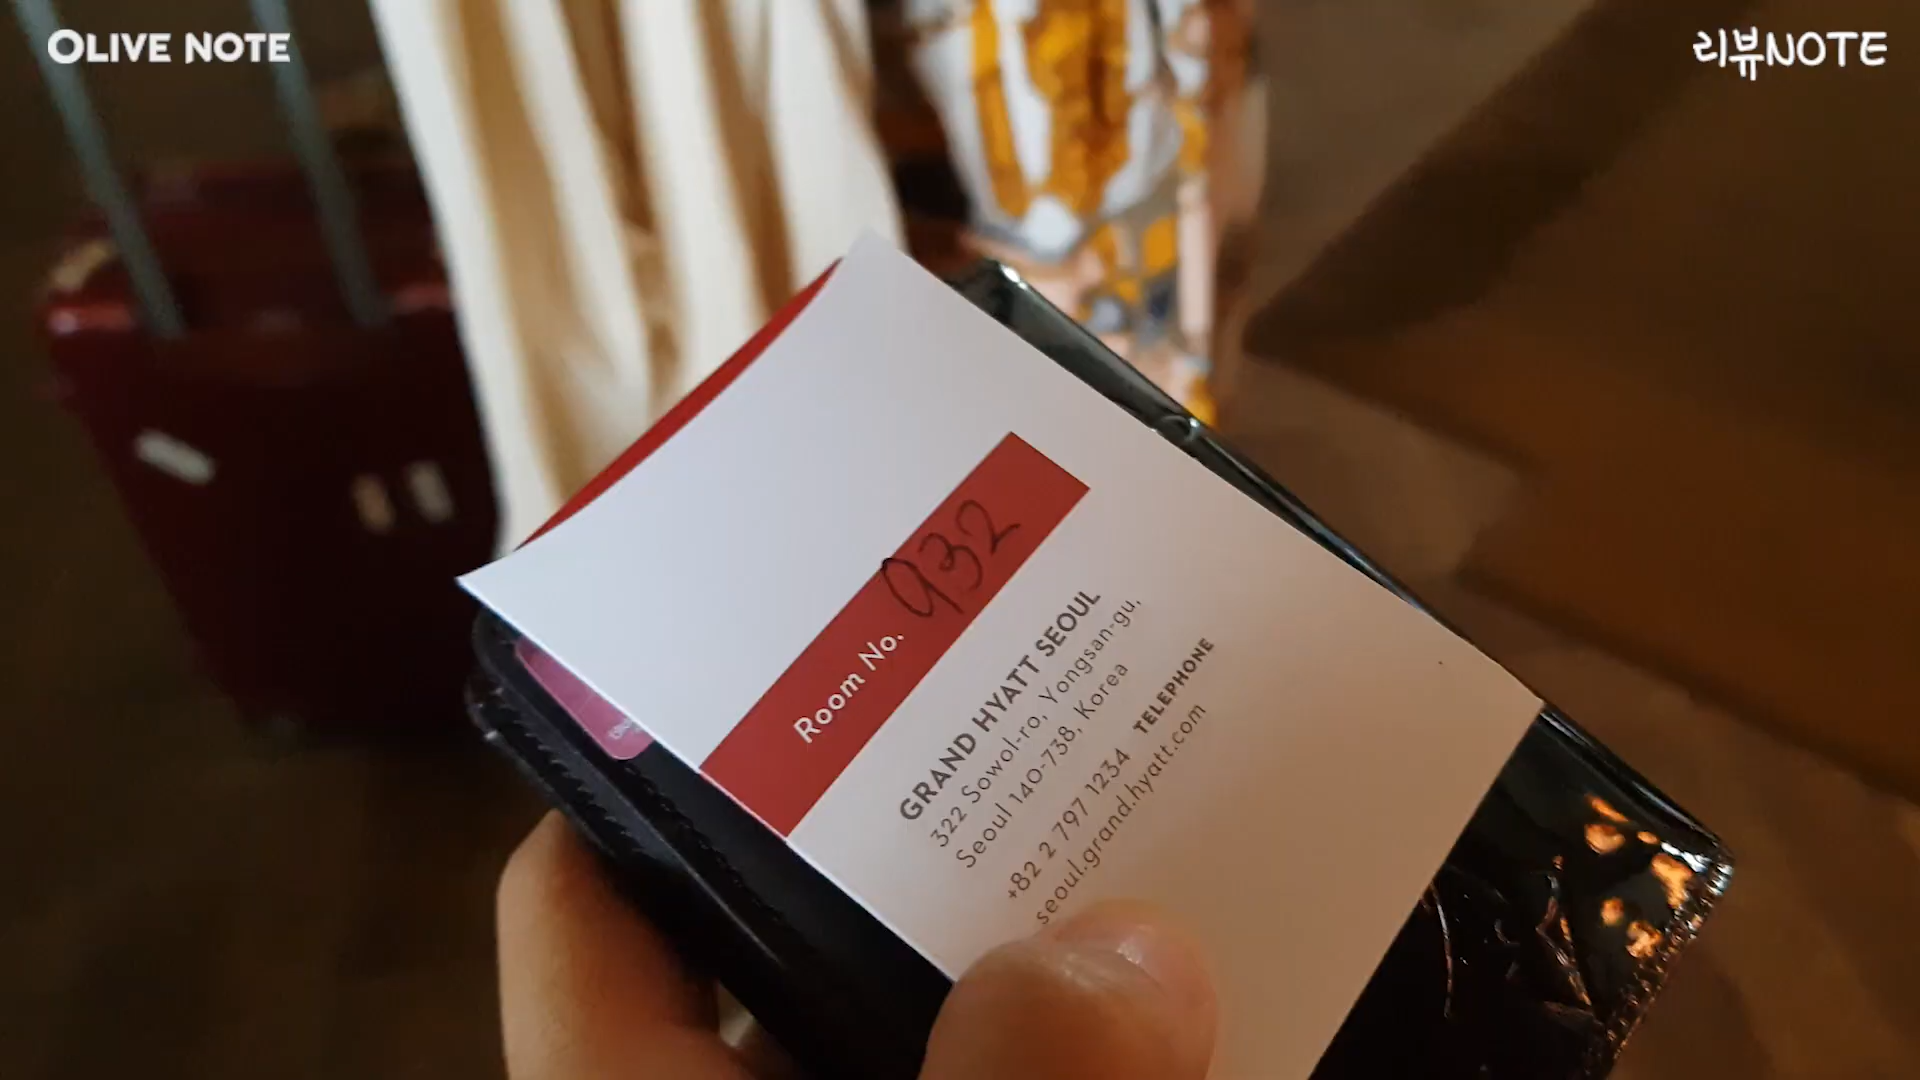 OLIVE NOTE
리뷰NOTE
Room No. 932
GRAND HYATT SEOUL
322 Sowol-ro, Yongsan-gu,
Seoul 140-738, Korea
+82 2 797 1234 TELEPHONE
seoul.grand.hyatt.com